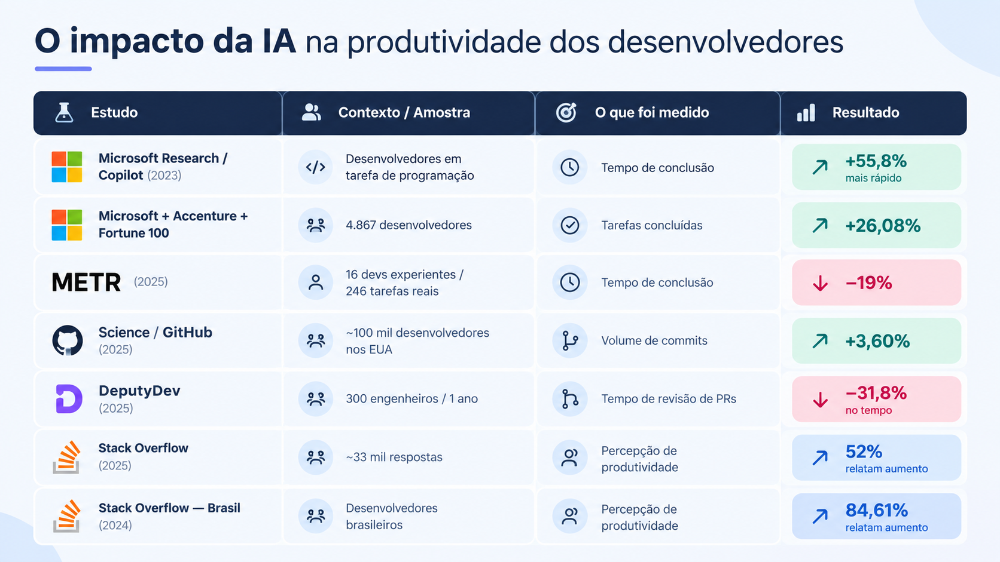 O impacto da IA na produtividade dos desenvolvedores
Estudo
Contexto / Amostra
O que foi medido
Resultado
Microsoft Research /
Copilot (2023)
Desenvolvedores em
tarefa de programação
Tempo de conclusão
+55,8%
mais rápido
Microsoft + Accenture +
Fortune 100
4.867 desenvolvedores
Tarefas concluídas
+26,08%
METR (2025)
16 devs experientes /
246 tarefas reais
Tempo de conclusão
–19%
Science / GitHub
(2025)
~100 mil desenvolvedores
nos EUA
Volume de commits
+3,60%
DeputyDev
(2025)
300 engenheiros / 1 ano
Tempo de revisão de PRs
–31,8%
no tempo
Stack Overflow
(2025)
~33 mil respostas
Percepção de
produtividade
52%
relatam aumento
Stack Overflow — Brasil
(2024)
Desenvolvedores
brasileiros
Percepção de
produtividade
84,61%
relatam aumento